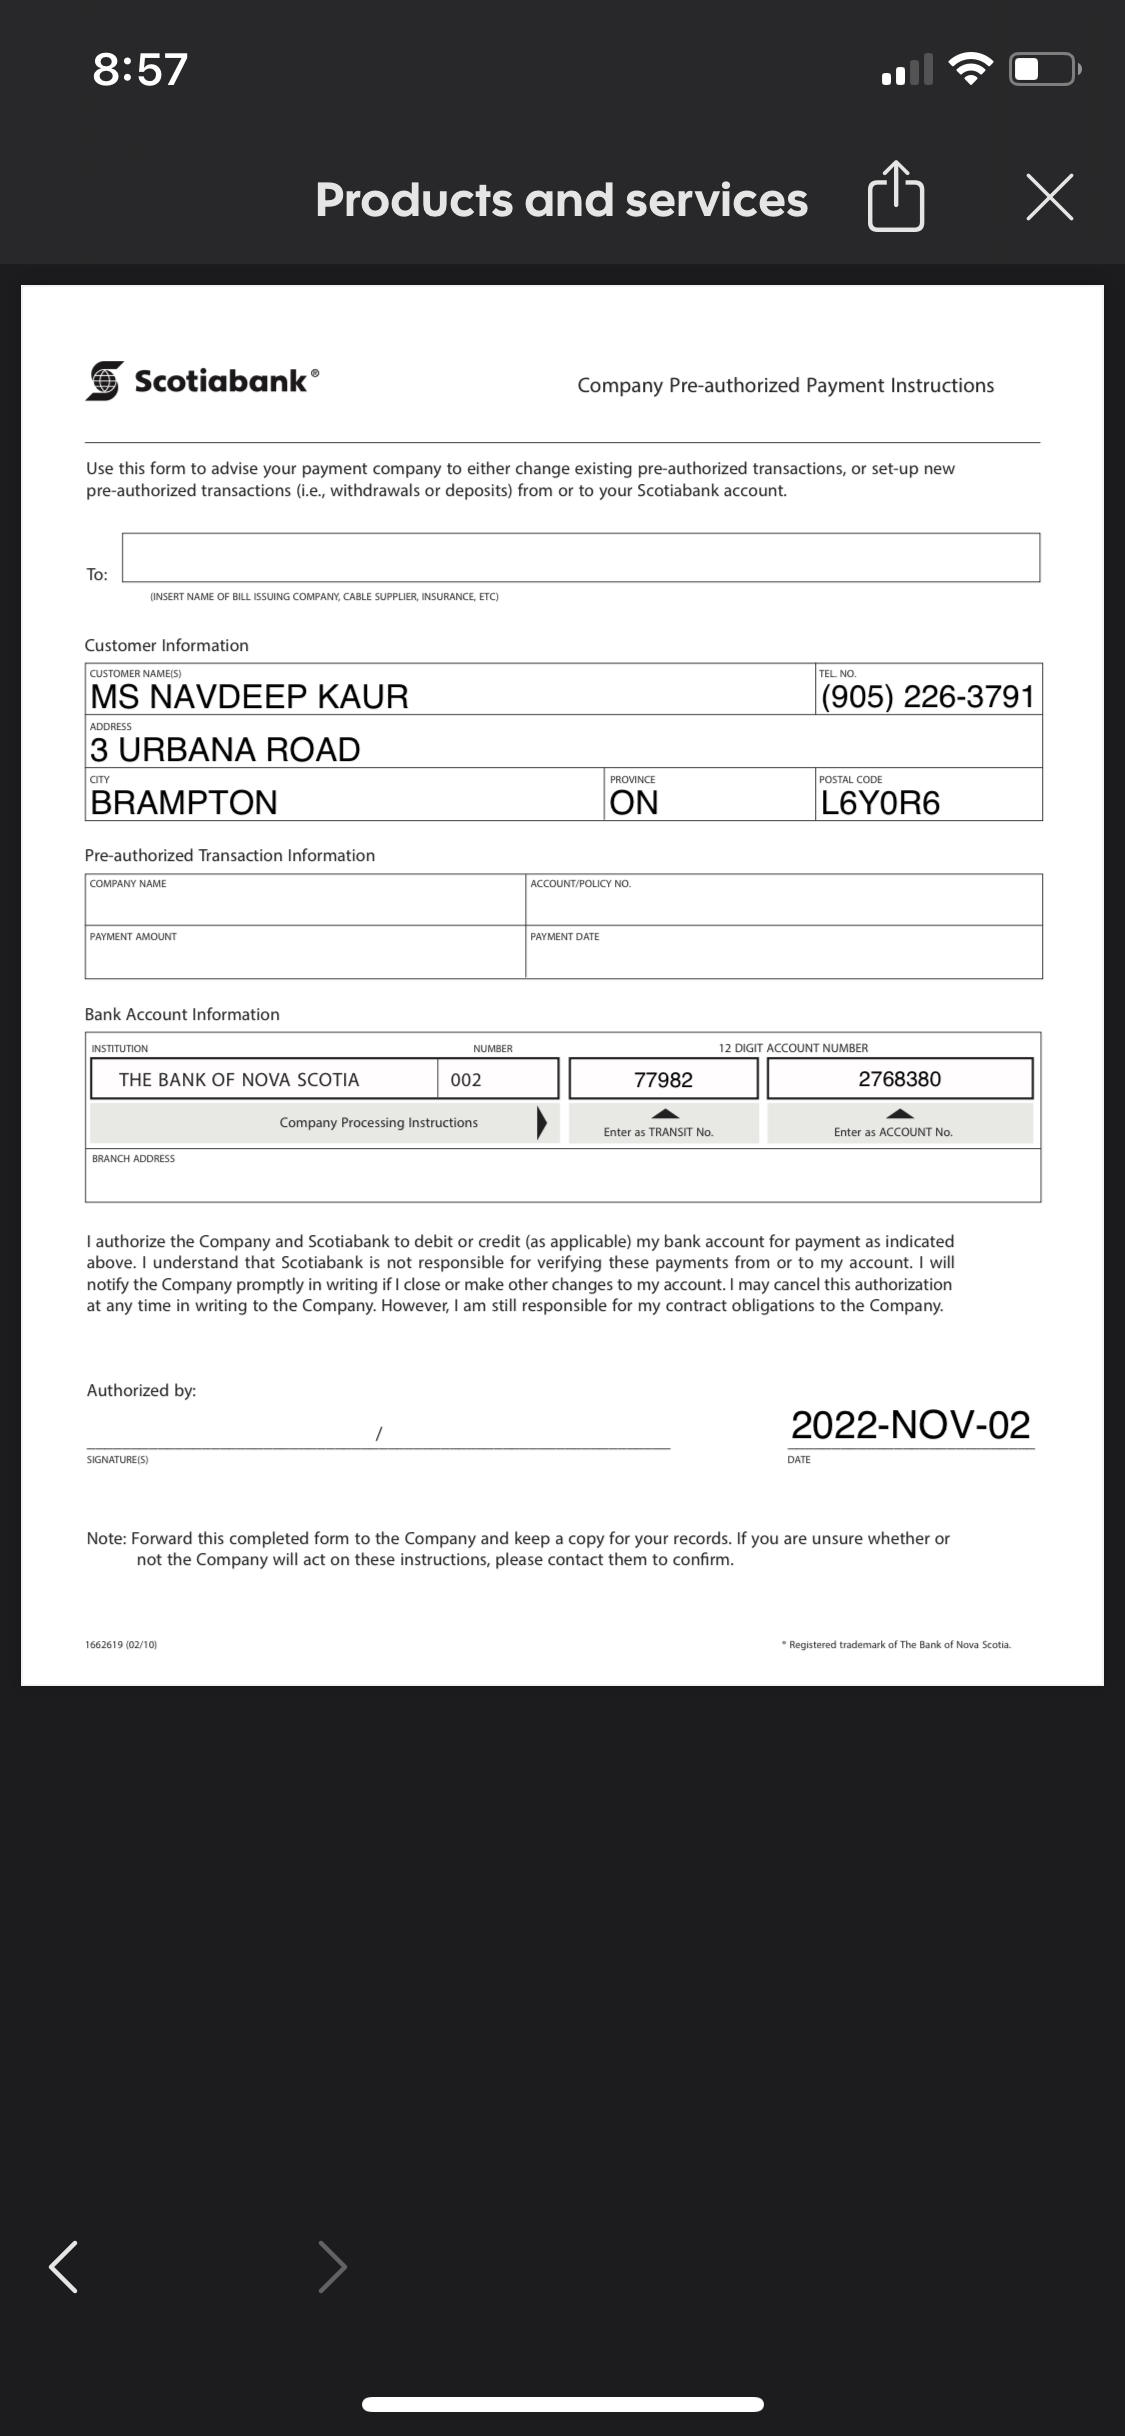 8:57
Products and services
Scotiabank®
Company Pre-authorized Payment Instructions
Use this form to advise your payment company to either change existing pre-authorized transactions, or set-up new
pre-authorized transactions (i.e., withdrawals or deposits) from or to your Scotiabank account.
To:
(INSERT NAME OF BILL ISSUING COMPANY, CABLE SUPPLIER, INSURANCE, ETC)
Customer Information
CUSTOMER NAME(S) TEL. NO.
MS NAVDEEP KAUR (905) 226-3791
ADDRESS
3 URBANA ROAD
CITY PROVINCE POSTAL CODE
BRAMPTON ON L6Y0R6
Pre-authorized Transaction Information
COMPANY NAME ACCOUNT/POLICY NO.
PAYMENT AMOUNT PAYMENT DATE
Bank Account Information
INSTITUTION NUMBER 12 DIGIT ACCOUNT NUMBER
THE BANK OF NOVA SCOTIA 002 77982 2768380
Company Processing Instructions Enter as TRANSIT No. Enter as ACCOUNT No.
BRANCH ADDRESS
I authorize the Company and Scotiabank to debit or credit (as applicable) my bank account for payment as indicated
above. I understand that Scotiabank is not responsible for verifying these payments from or to my account. I will
notify the Company promptly in writing if I close or make other changes to my account. I may cancel this authorization
at any time in writing to the Company. However, I am still responsible for my contract obligations to the Company.
Authorized by:
/ 2022-NOV-02
SIGNATURE(S) DATE
Note: Forward this completed form to the Company and keep a copy for your records. If you are unsure whether or
not the Company will act on these instructions, please contact them to confirm.
1662619 (02/10) ® Registered trademark of The Bank of Nova Scotia.